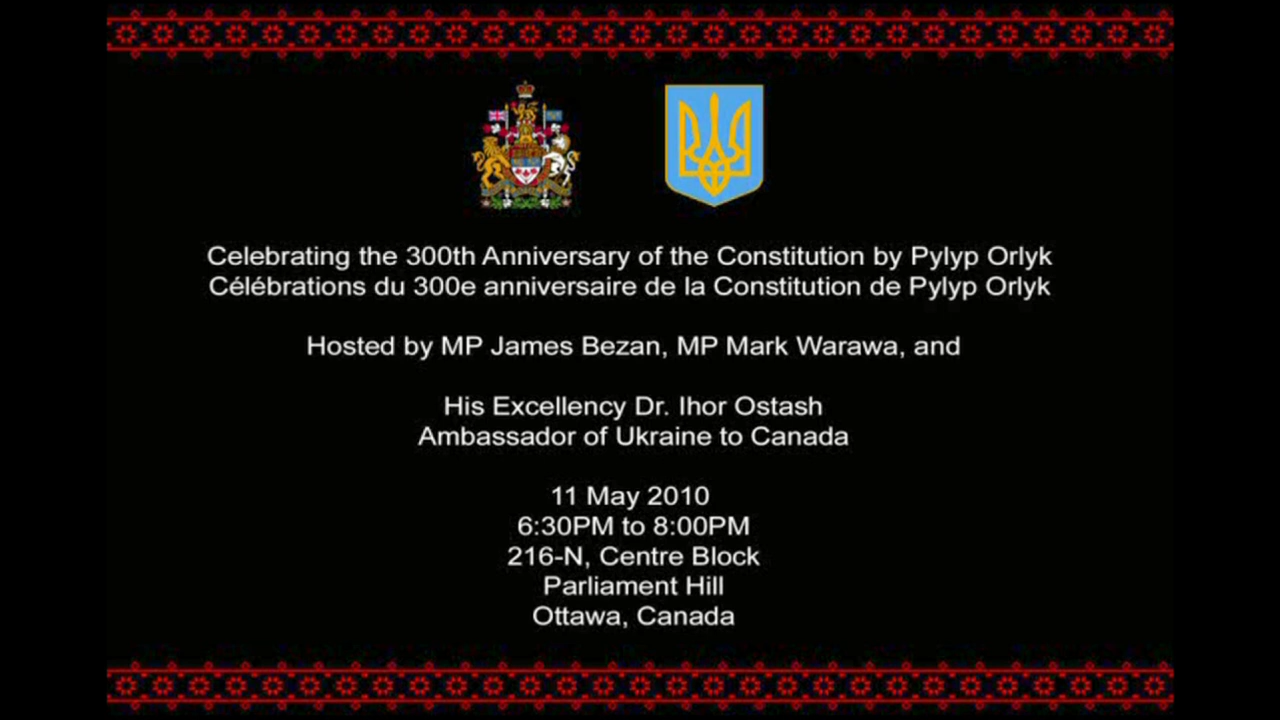 Celebrating the 300th Anniversary of the Constitution by Pylyp Orlyk
Célébrations du 300e anniversaire de la Constitution de Pylyp Orlyk
Hosted by MP James Bezan, MP Mark Warawa, and
His Excellency Dr. Ihor Ostash
Ambassador of Ukraine to Canada
11 May 2010
6:30PM to 8:00PM
216-N, Centre Block
Parliament Hill
Ottawa, Canada